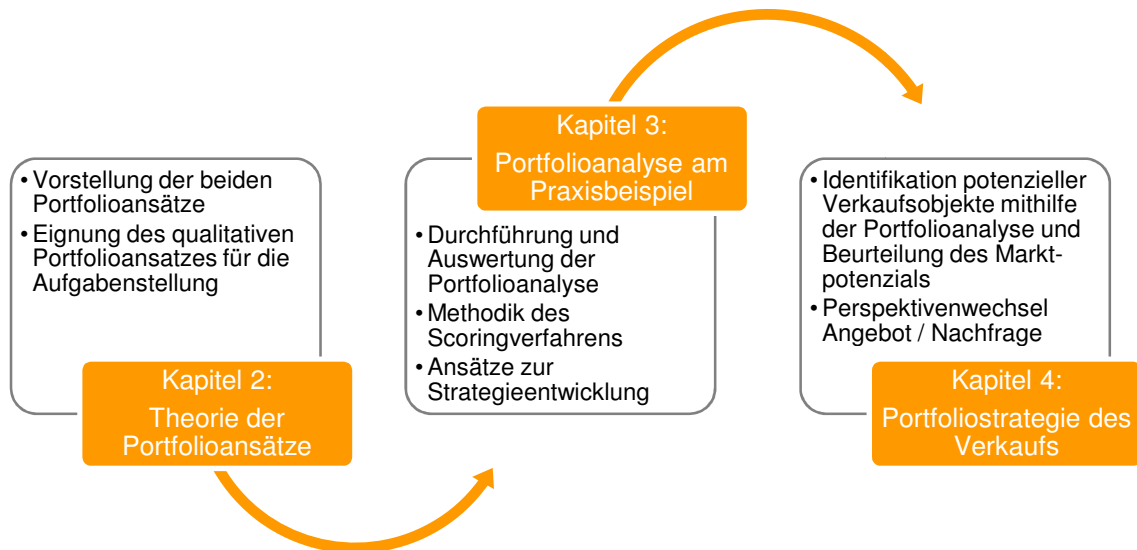 • Vorstellung der beiden
Portfolioansätze
• Eignung des qualitativen
Portfolioansatzes für die
Aufgabenstellung
Kapitel 2:
Theorie der
Portfolioansätze
Kapitel 3:
Portfolioanalyse am
Praxisbeispiel
• Durchführung und
Auswertung der
Portfolioanalyse
• Methodik des
Scoringverfahrens
• Ansätze zur
Strategieentwicklung
• Identifikation potenzieller
Verkaufsobjekte mithilfe
der Portfolioanalyse und
Beurteilung des Markt-
potenzials
• Perspektivenwechsel
Angebot / Nachfrage
Kapitel 4:
Portfoliostrategie des
Verkaufs